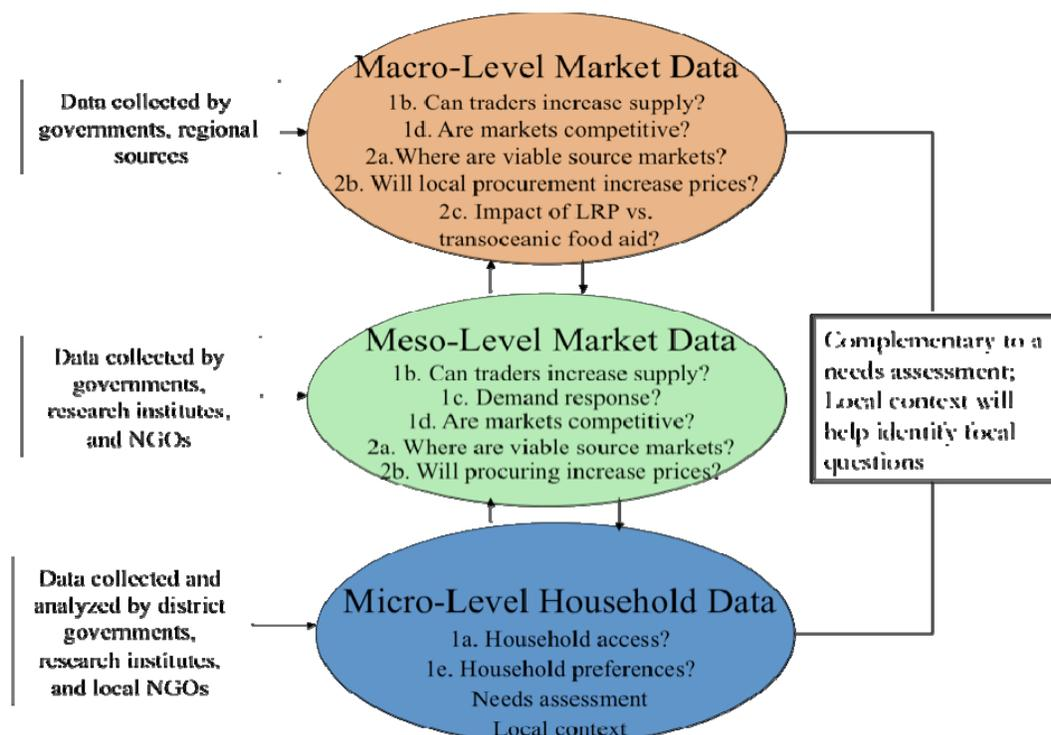 Macro-Level Market Data
1b. Can traders increase supply?
1d. Are markets competitive?
2a.Where are viable source markets?
2b. Will local procurement increase prices?
2c. Impact of LRP vs.
transoceanic food aid?
Data collected by
governments, regional
sources
Meso-Level Market Data
1b. Can traders increase supply?
1c. Demand response?
1d. Are markets competitive?
2a. Where are viable source markets?
2b. Will procuring increase prices?
Data collected by
governments,
research institutes,
and NGOs
Complementary to a
needs assessment;
Local context will
help identify focal
questions
Micro-Level Household Data
1a. Household access?
1e. Household preferences?
Needs assessment
Local context
Data collected and
analyzed by district
governments,
research institutes,
and local NGOs